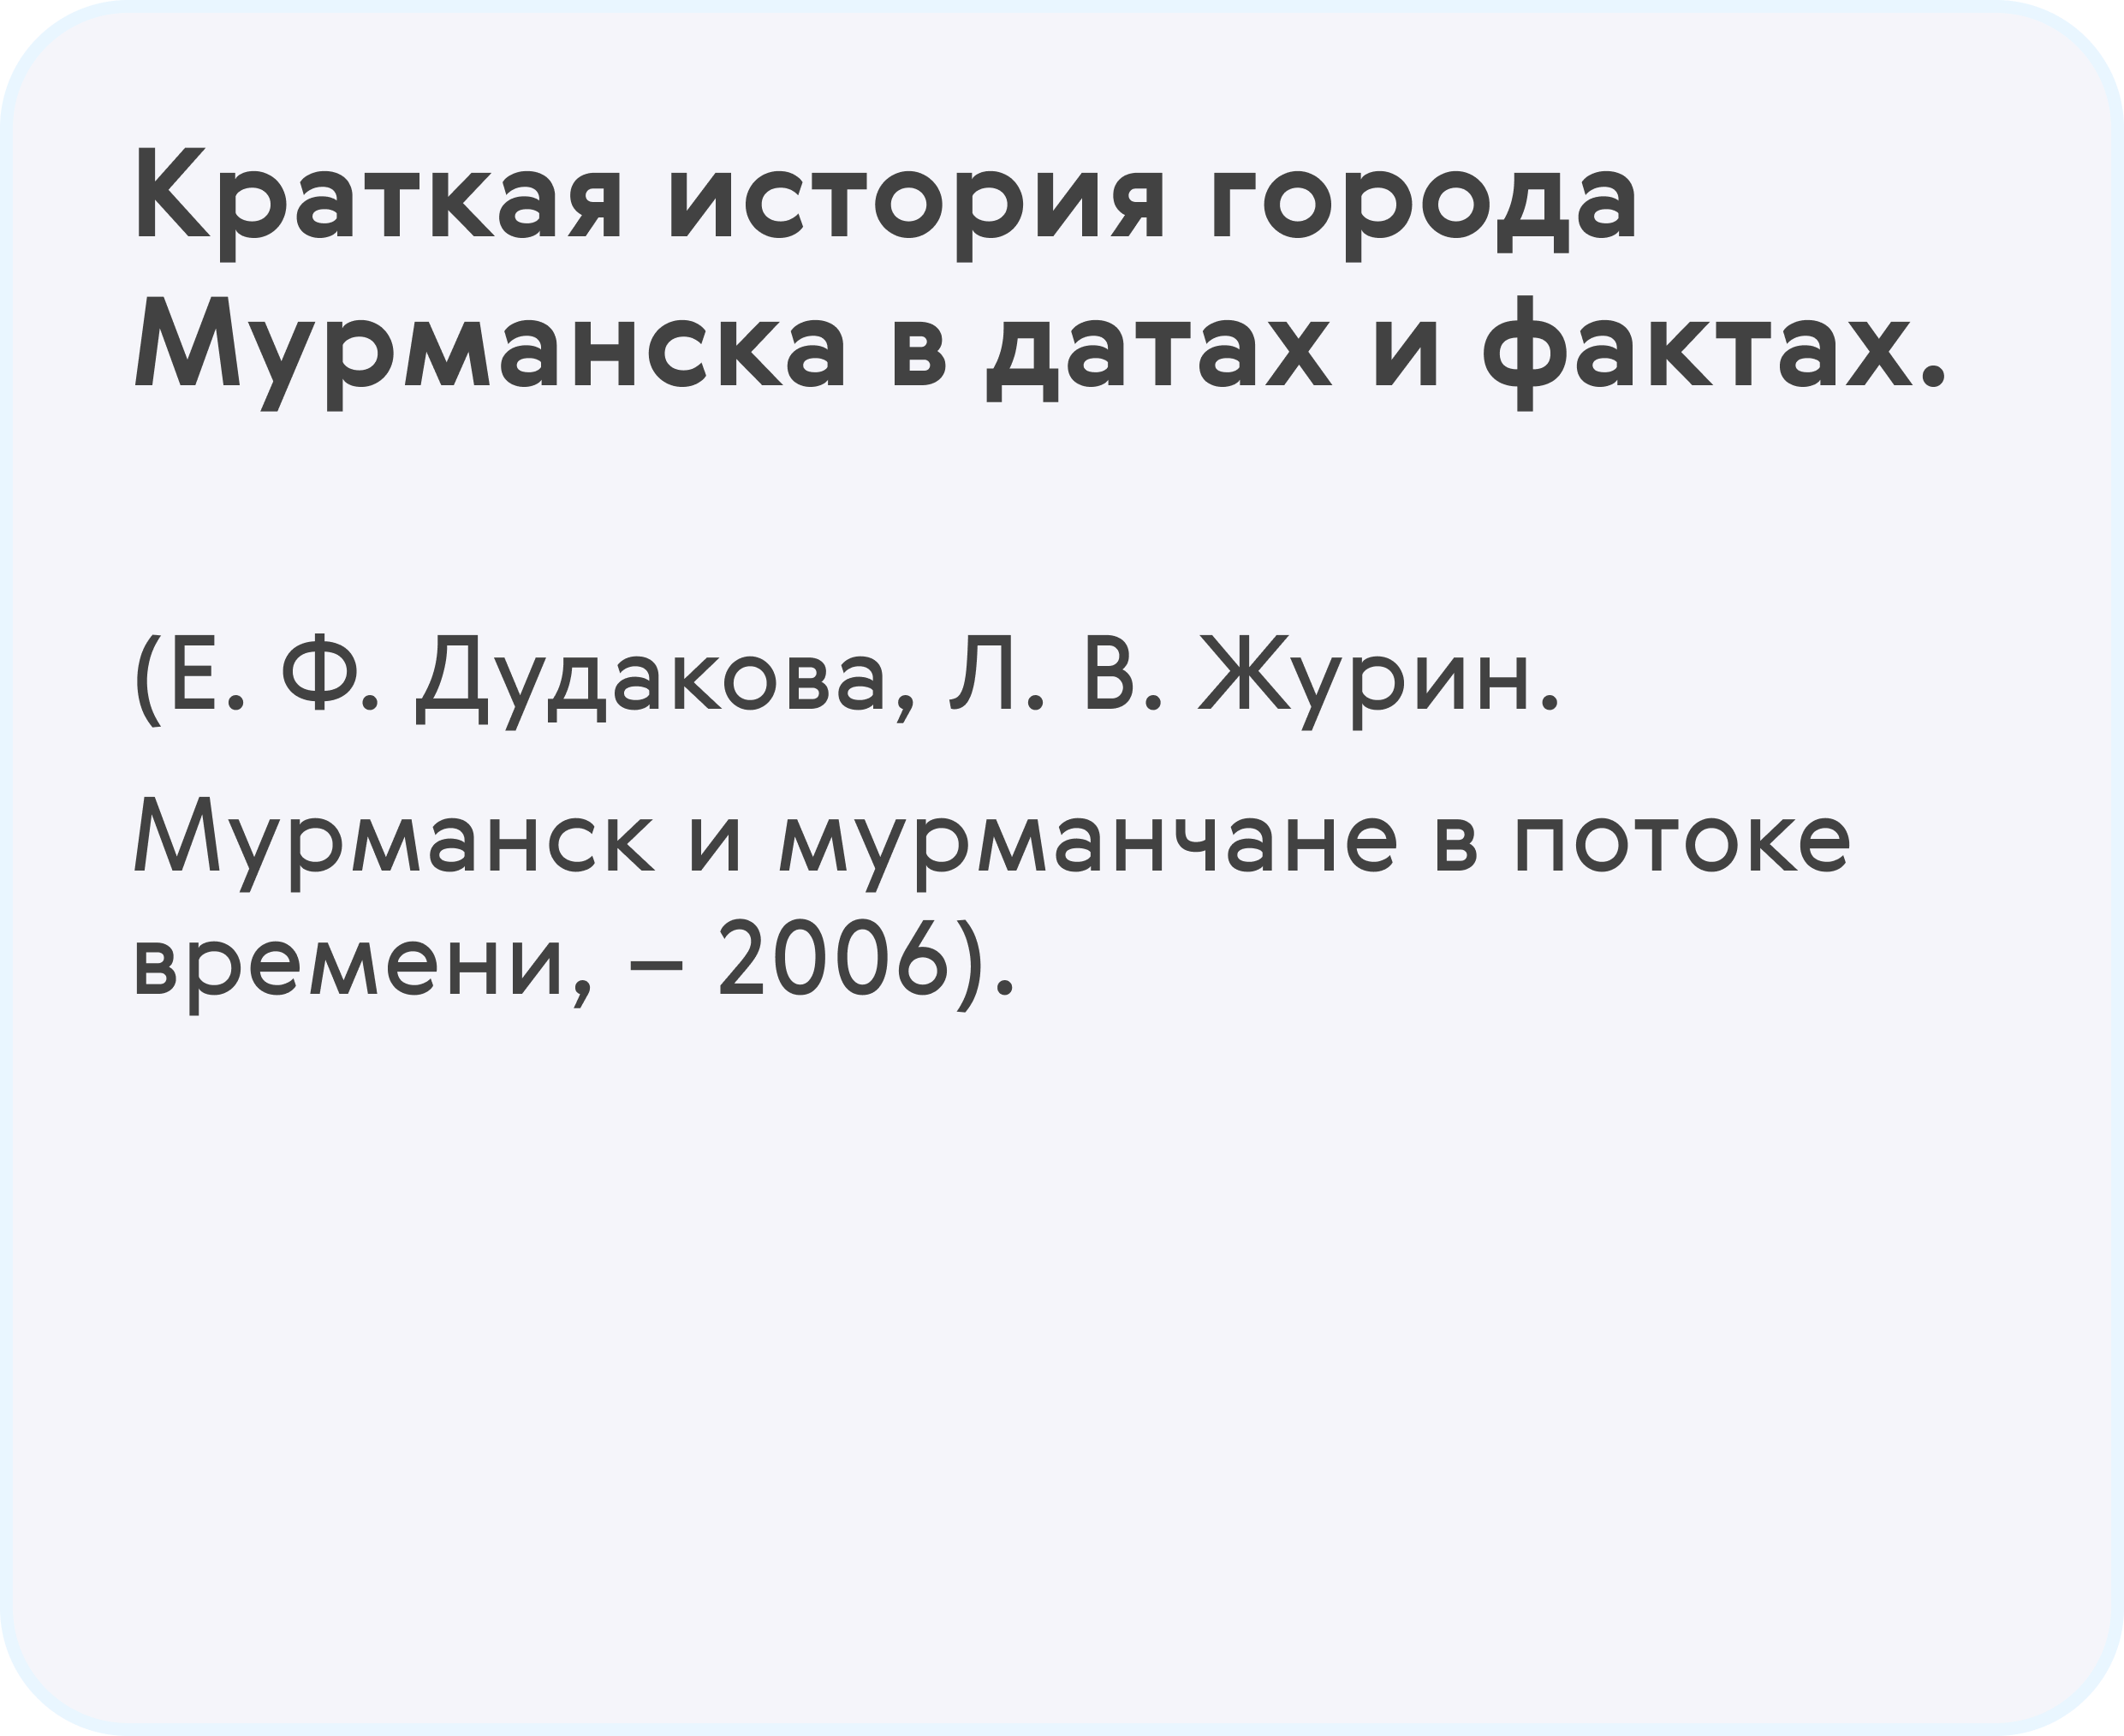 Краткая история города
Мурманска в датах и фактах.
(Е. Ф. Дудакова, Л. В. Журин.
Мурманск и мурманчане в потоке
времени, — 2006).